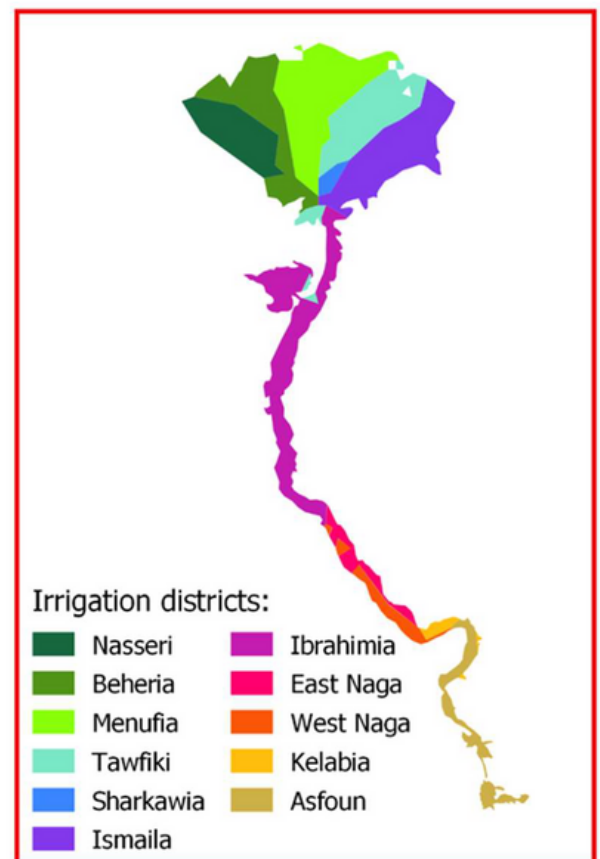 Irrigation districts:
Nasseri
Beheria
Menufia
Tawfiki
Sharkawia
Ismaila
Ibrahimia
East Naga
West Naga
Kelabia
Asfoun